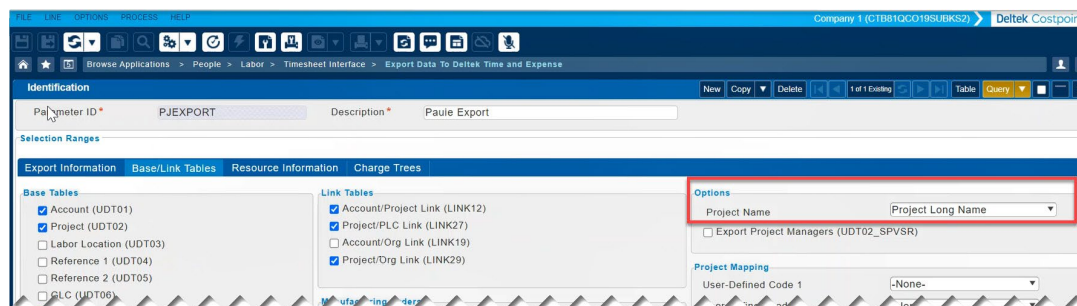 FILE LINE OPTIONS PROCESS HELP
Company 1 (CTB81QCO19SUBKS2) Deltek Costpoin
Browse Applications > People > Labor > Timesheet Interface > Export Data To Deltek Time and Expense
Identification
New Copy Delete 1 of 1 Existing Table Query
Parameter ID * PJEXPORT Description * Paule Export
Selection Ranges
Export Information Base/Link Tables Resource Information Charge Trees
Base Tables Link Tables Options
Account (UDT01) Account/Project Link (LINK12) Project Name Project Long Name
Project (UDT02) Project/PLC Link (LINK27) Export Project Managers (UDT02_SPVSR)
Labor Location (UDT03) Account/Org Link (LINK19)
Reference 1 (UDT04) Project/Org Link (LINK29) Project Mapping
Reference 2 (UDT05) User-Defined Code 1 -None-
GLC (UDT06)